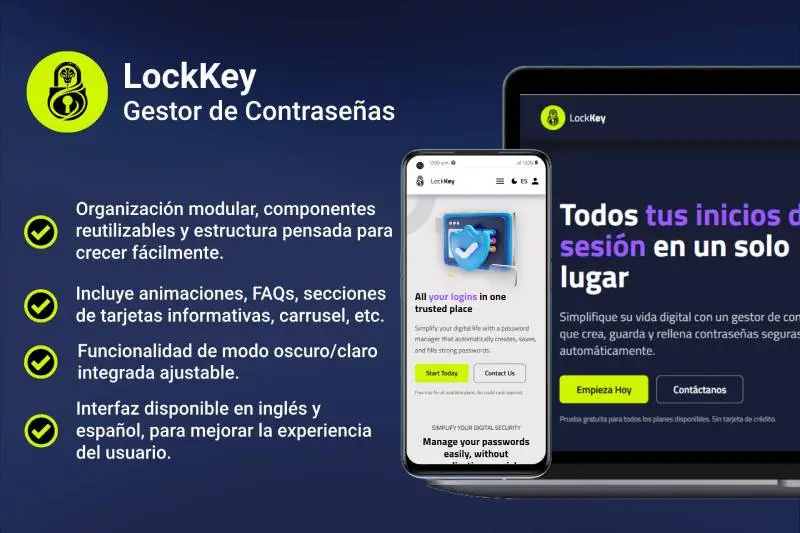 LockKey
Gestor de Contraseñas
Organización modular, componentes
reutilizables y estructura pensada para
crecer fácilmente.
Incluye animaciones, FAQs, secciones
de tarjetas informativas, carrusel, etc.
Funcionalidad de modo oscuro/claro
integrada ajustable.
Interfaz disponible en inglés y
español, para mejorar la experiencia
del usuario.
100%
LockKey
ES
All your logins in one
trusted place
Simplify your digital life with a password
manager that automatically creates, saves,
and fills strong passwords.
Start Today
Contact Us
Free trial for all available plans. No credit card required.
SIMPLIFY YOUR DIGITAL SECURITY
Manage your passwords
easily, without
LockKey
Todos tus inicios d
sesión en un solo
lugar
Simplifique su vida digital con un gestor de con
que crea, guarda y rellena contraseñas seguras
automáticamente.
Empieza Hoy
Contáctanos
Prueba gratuita para todos los planes disponibles. Sin tarjeta de crédito.